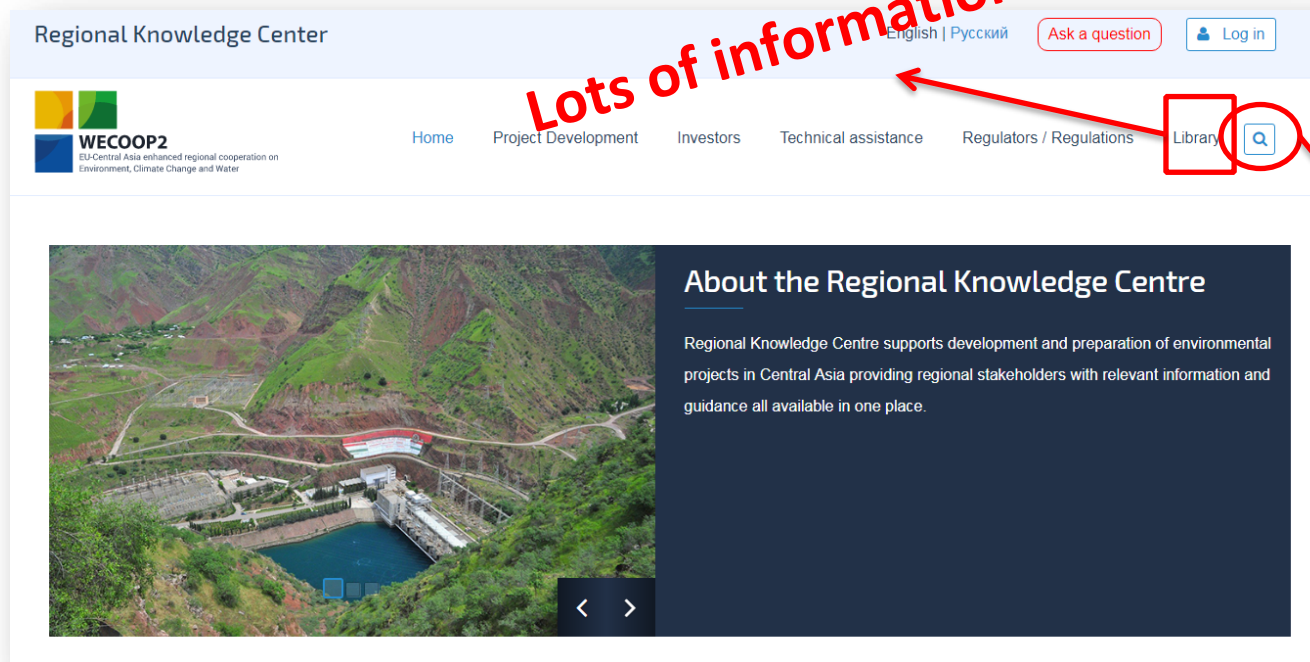 Regional Knowledge Center
English | Русский
Ask a question
Log in
Lots of information
WECOOP2
EU-Central Asia enhanced regional cooperation on
Environment, Climate Change and Water
Home
Project Development
Investors
Technical assistance
Regulators / Regulations
Library
About the Regional Knowledge Centre
Regional Knowledge Centre supports development and preparation of environmental
projects in Central Asia providing regional stakeholders with relevant information and
guidance all available in one place.